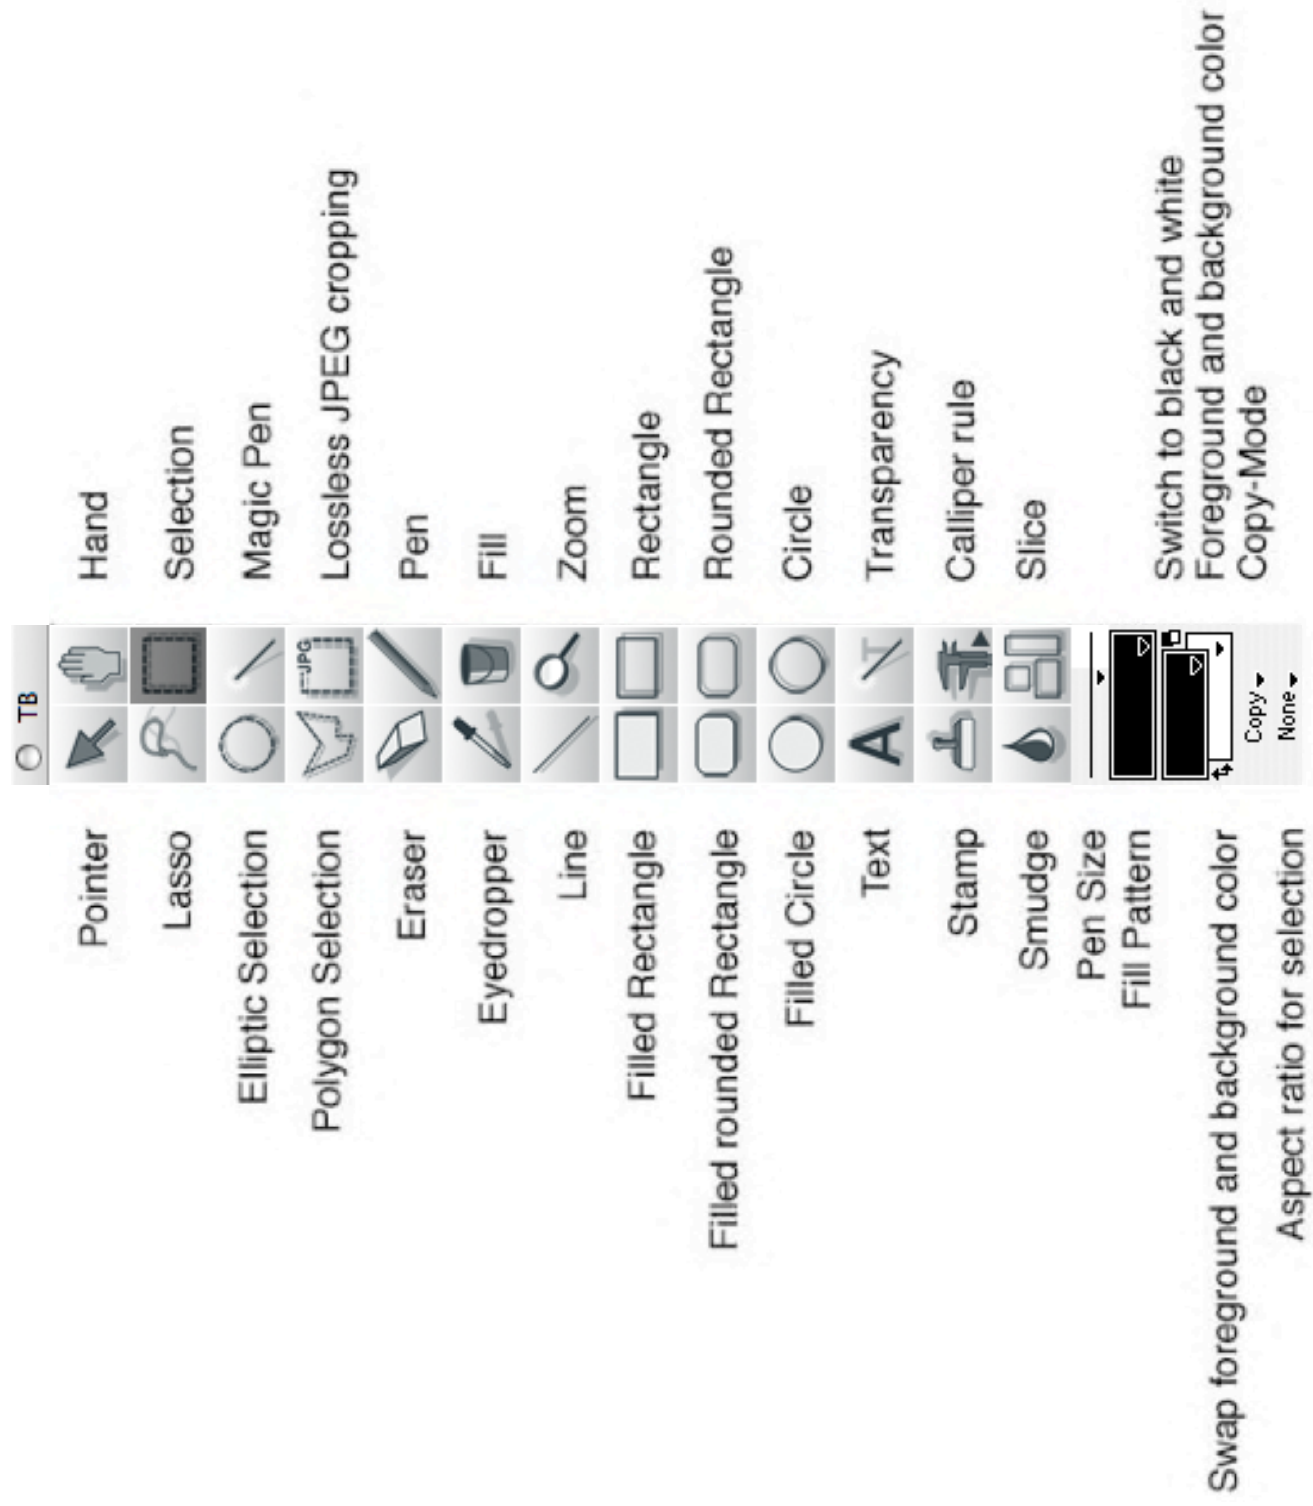 TB
Pointer
Hand
Lasso
Selection
Elliptic Selection
Magic Pen
Polygon Selection
Lossless JPEG cropping
JPG
Eraser
Pen
Eyedropper
Fill
Line
Zoom
Filled Rectangle
Rectangle
Filled rounded Rectangle
Rounded Rectangle
Filled Circle
Circle
Text
A
T
Transparency
Stamp
Calliper rule
Smudge
Slice
Pen Size
Fill Pattern
Switch to black and white
Swap foreground and background color
Foreground and background color
Copy
Copy-Mode
Aspect ratio for selection
None